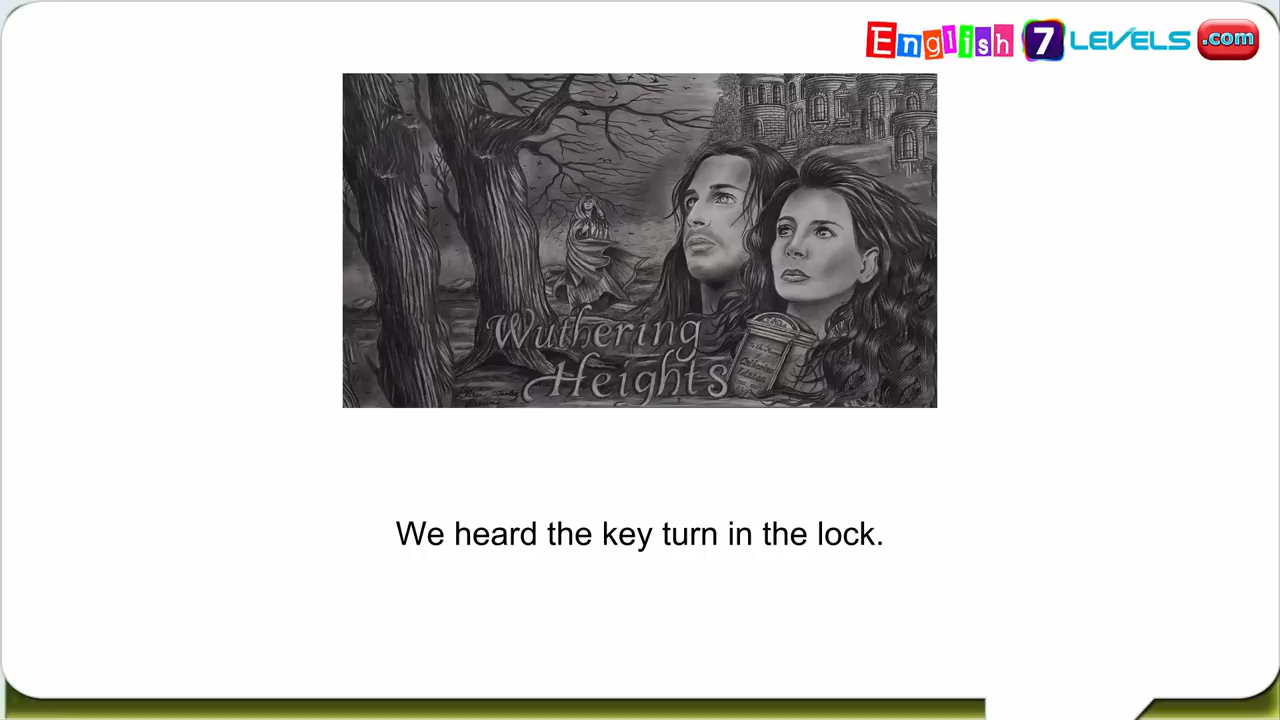 English 7 LEVELS .com
Wuthering
Heights
We heard the key turn in the lock.